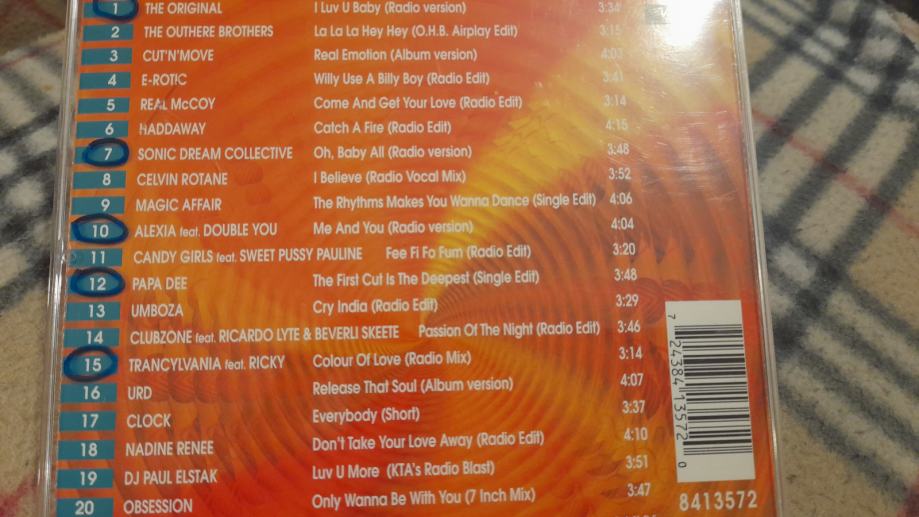 1 THE ORIGINAL I Luv U Baby (Radio version) 3:34
2 THE OUTHERE BROTHERS La La La Hey Hey (O.H.B. Airplay Edit) 3:15
3 CUT'N'MOVE Real Emotion (Album version) 4:03
4 E-ROTIC Willy Use A Billy Boy (Radio Edit) 3:41
5 REAL McCOY Come And Get Your Love (Radio Edit) 3:14
6 HADDAWAY Catch A Fire (Radio Edit) 4:15
7 SONIC DREAM COLLECTIVE Oh, Baby All (Radio version) 3:48
8 CELVIN ROTANE I Believe (Radio Vocal Mix) 3:52
9 MAGIC AFFAIR The Rhythms Makes You Wanna Dance (Single Edit) 4:06
10 ALEXIA feat. DOUBLE YOU Me And You (Radio version) 4:04
11 CANDY GIRLS feat. SWEET PUSSY PAULINE Fee Fi Fo Fum (Radio Edit) 3:20
12 PAPA DEE The First Cut Is The Deepest (Single Edit) 3:48
13 UMBOZA Cry India (Radio Edit) 3:29
14 CLUBZONE feat. RICARDO LYTE & BEVERLI SKEETE Passion Of The Night (Radio Edit) 3:46
15 TRANCYLVANIA feat. RICKY Colour Of Love (Radio Mix) 3:14
16 URD Release That Soul (Album version) 4:07
17 CLOCK Everybody (Short) 3:37
18 NADINE RENEE Don't Take Your Love Away (Radio Edit) 4:10
19 DJ PAUL ELSTAK Luv U More (KTA's Radio Blast) 3:51
20 OBSESSION Only Wanna Be With You (7 Inch Mix) 3:47
7 24384 13572 0
8413572